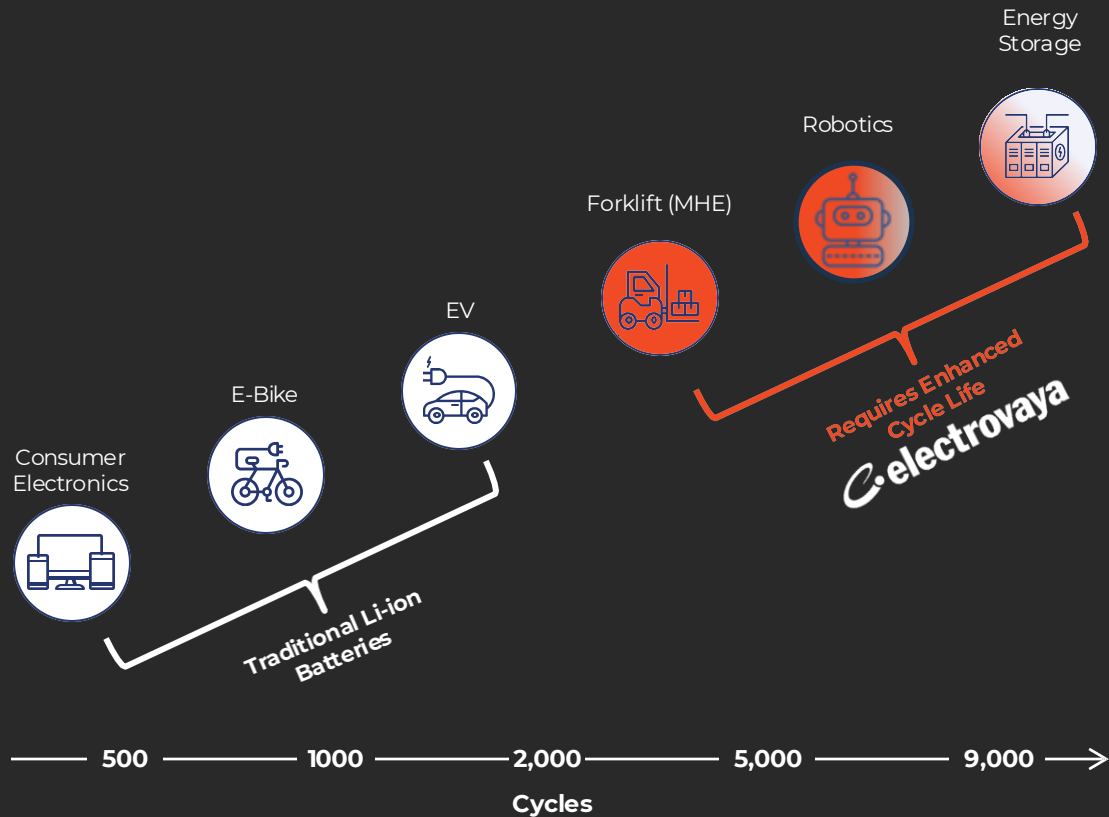 Energy
Storage
Robotics
Forklift (MHE)
EV
E-Bike
Consumer
Electronics
Requires Enhanced
Cycle Life
electrovaya
Traditional Li-ion
Batteries
500 1000 2,000 5,000 9,000
Cycles